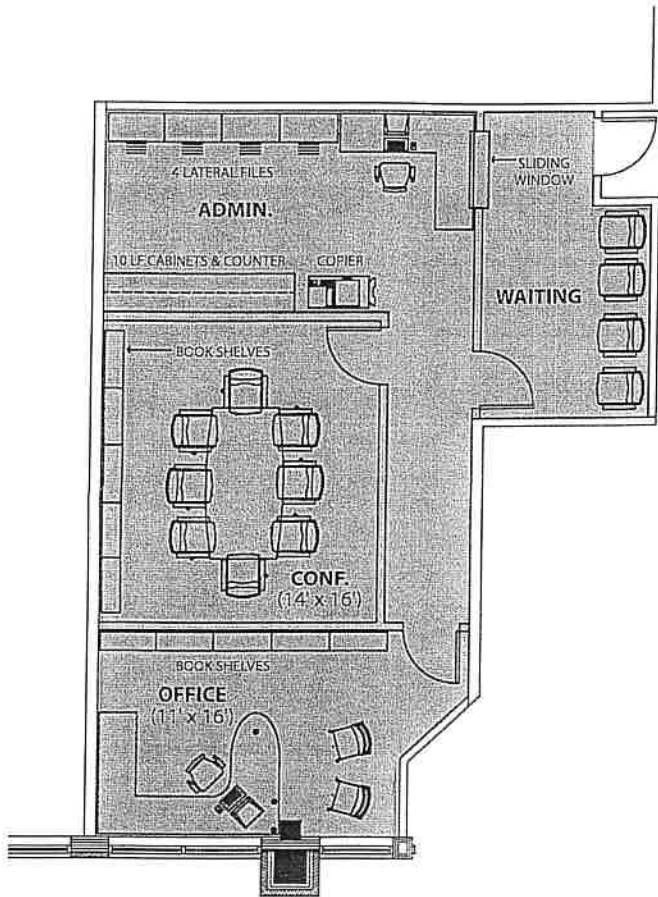 4 LATERAL FILES
SLIDING
WINDOW
ADMIN.
10 LF CABINETS & COUNTER
COPIER
WAITING
BOOK SHELVES
CONF.
(14' x 16')
BOOK SHELVES
OFFICE
(11' x 16')